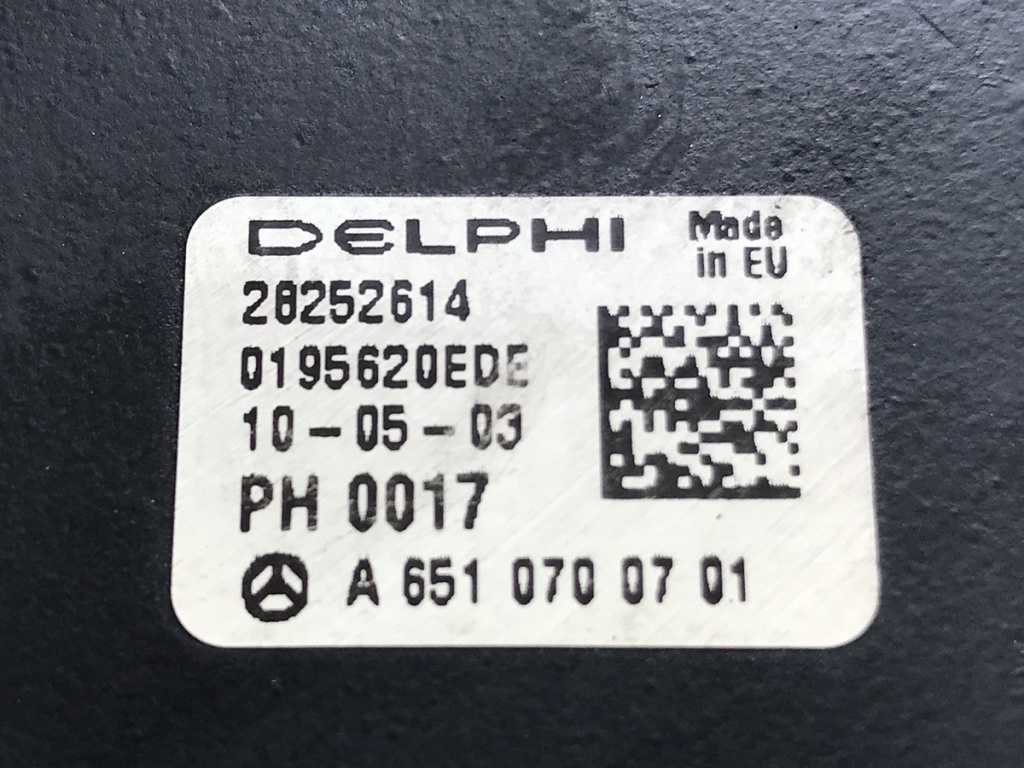 DELPHI
Made
in EU
28252614
0195620EDE
10-05-03
PH 0017
A 651 070 07 01